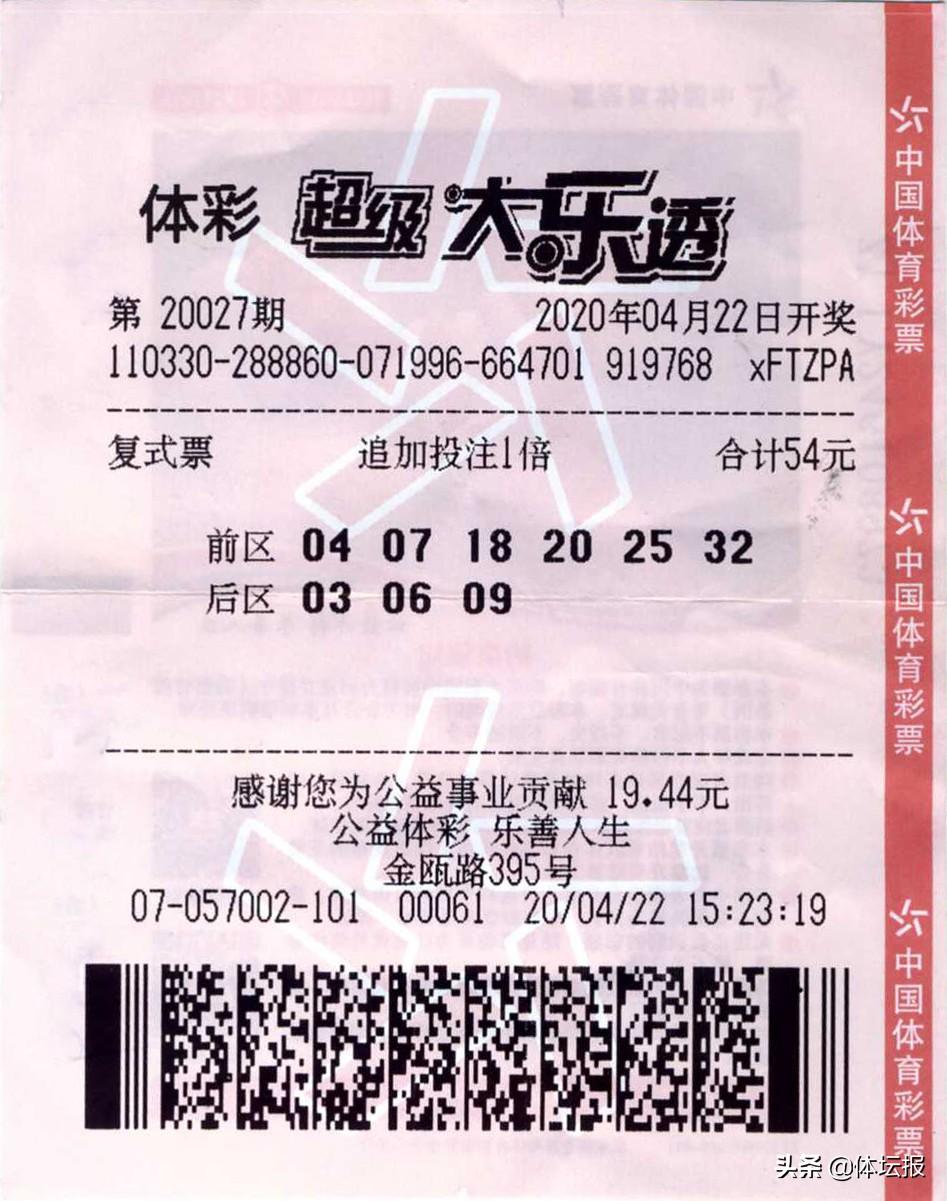 体彩 超级大乐透
第 20027期 2020年04月22日开奖
110330-288860-071996-664701 919768 xFTZPA
复式票 追加投注1倍 合计54元
前区 04 07 18 20 25 32
后区 03 06 09
感谢您为公益事业贡献 19.44元
公益体彩 乐善人生
金瓯路395号
07-057002-101 00061 20/04/22 15:23:19
中国体育彩票
中国体育彩票
中国体育彩票
头条 @体坛报